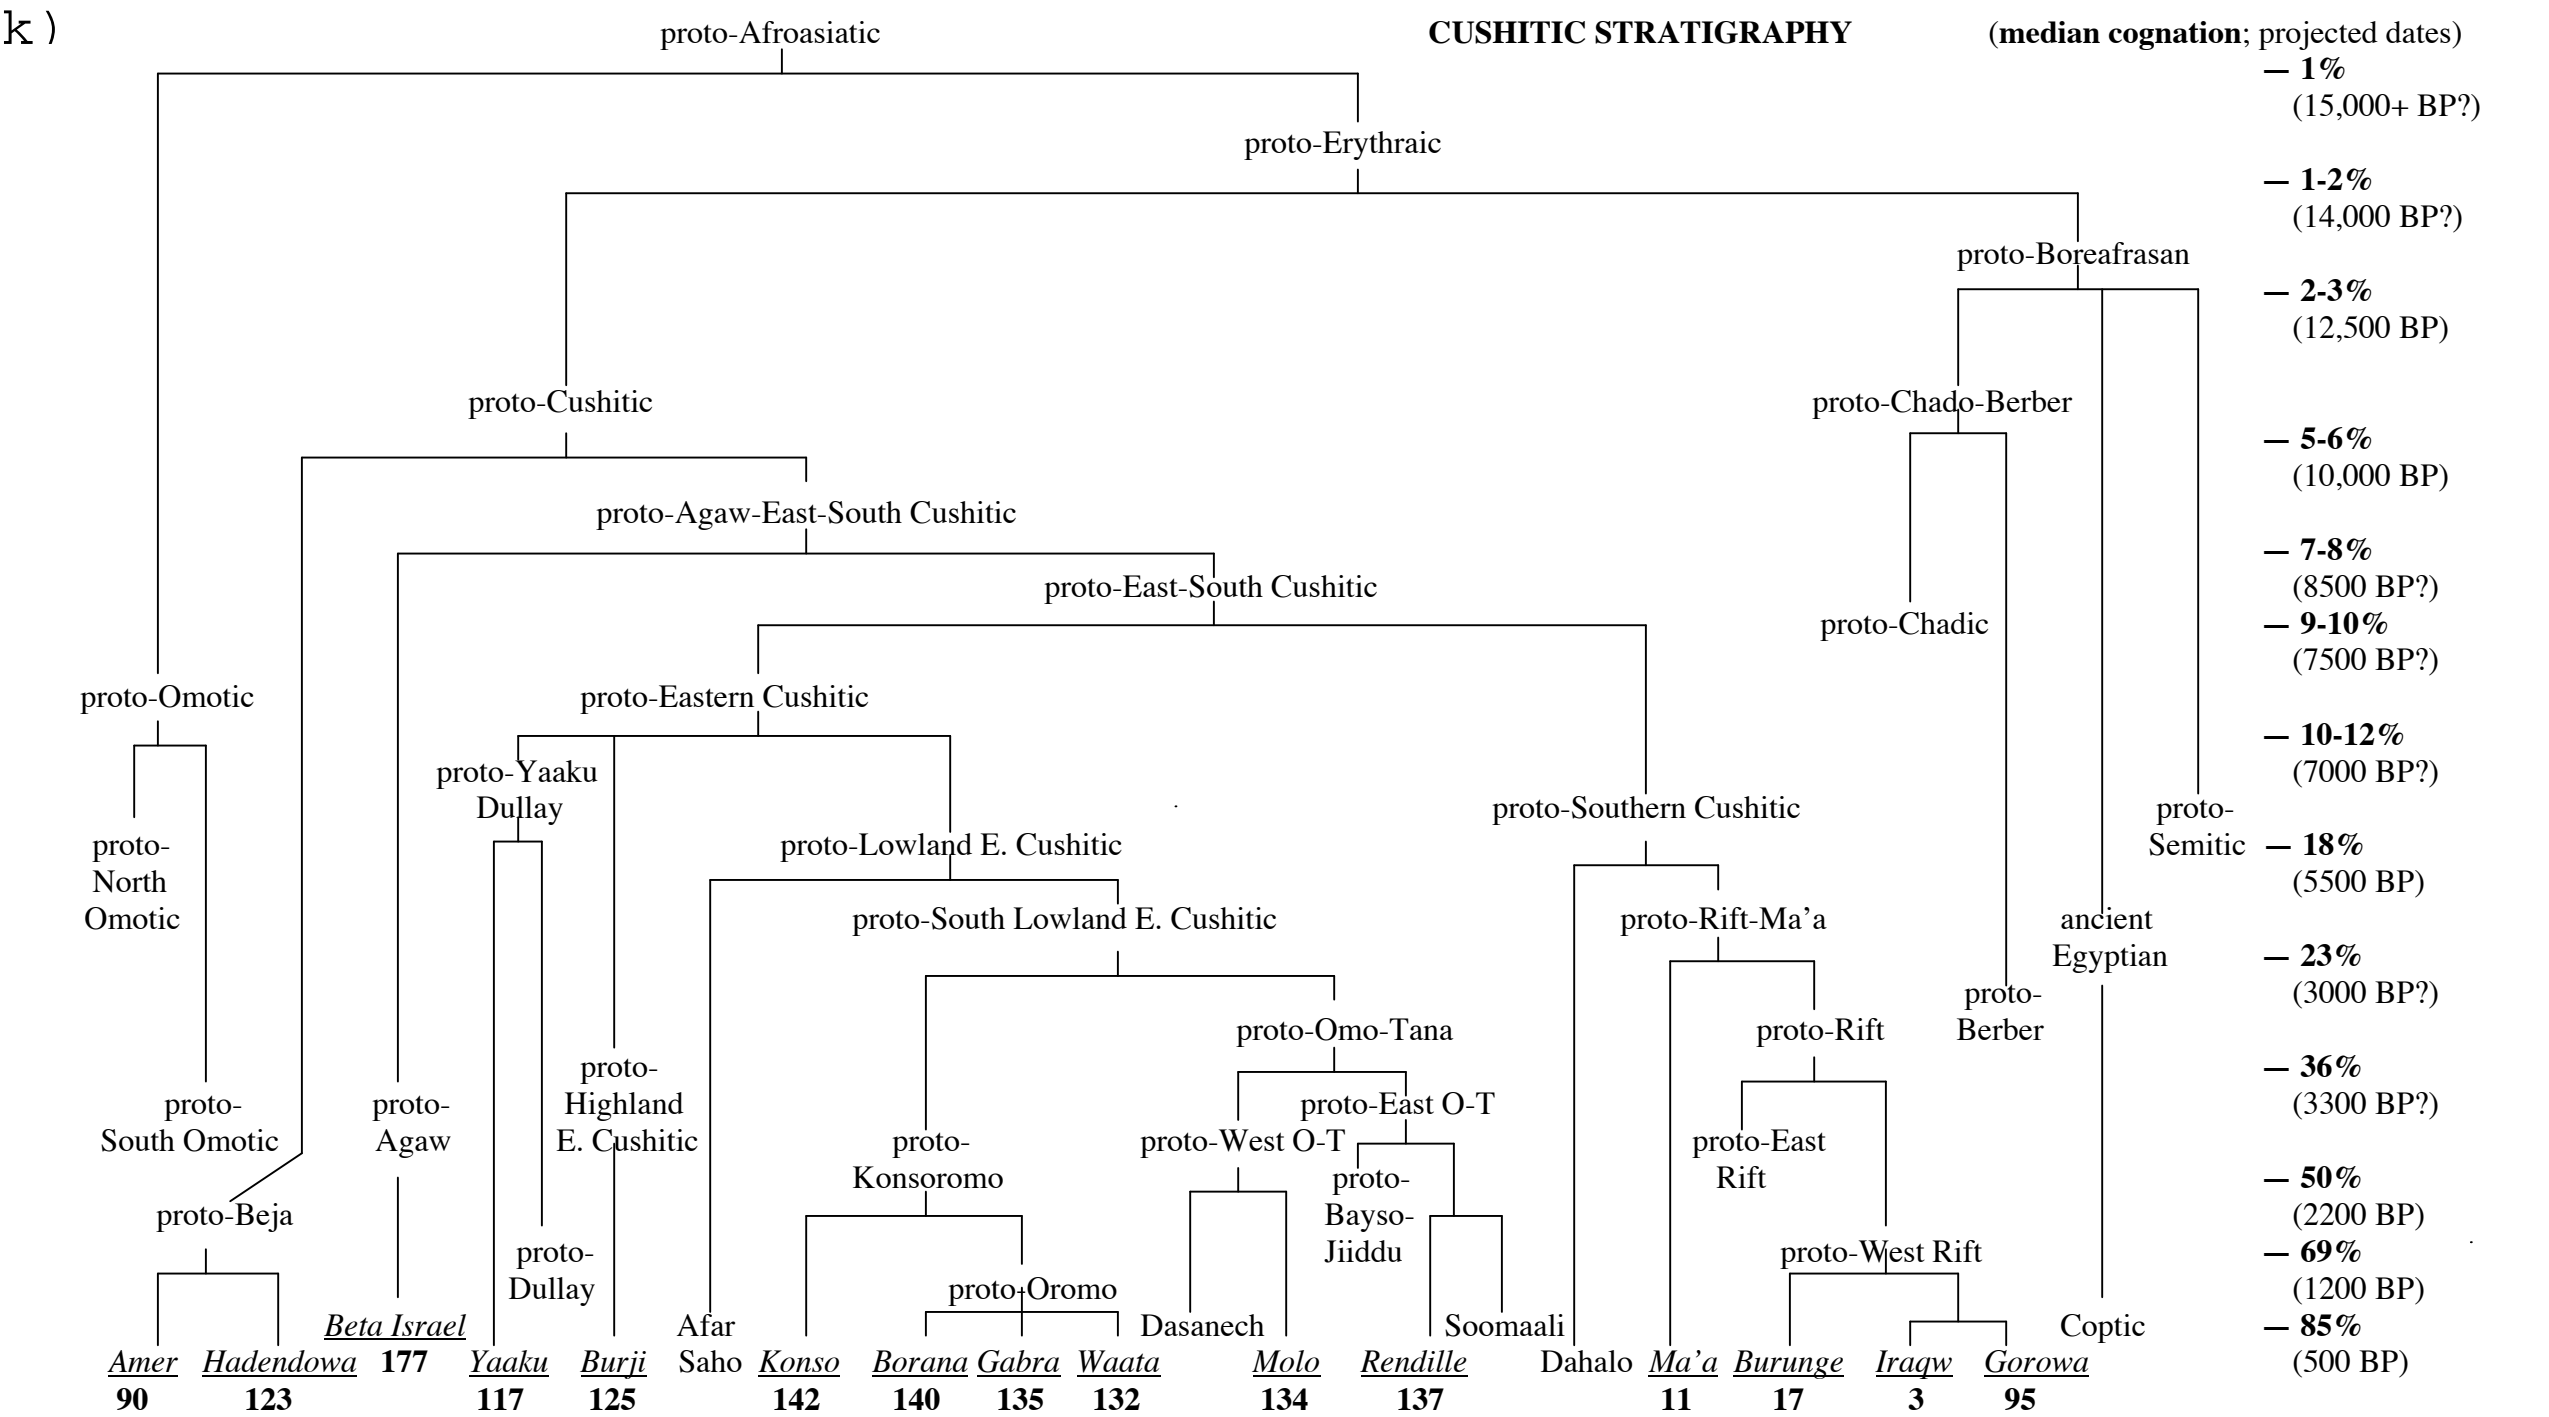 k)
proto-Afroasiatic
CUSHITIC STRATIGRAPHY
(median cognation; projected dates)
— 1%
(15,000+ BP?)
proto-Erythraic
— 1-2%
(14,000 BP?)
proto-Boreafrasan
— 2-3%
(12,500 BP)
proto-Cushitic
proto-Chado-Berber
— 5-6%
(10,000 BP)
proto-Agaw-East-South Cushitic
— 7-8%
(8500 BP?)
proto-East-South Cushitic
proto-Chadic
— 9-10%
(7500 BP?)
proto-Omotic
proto-Eastern Cushitic
— 10-12%
(7000 BP?)
proto-Yaaku
Dullay
proto-Southern Cushitic
proto-
Semitic
— 18%
(5500 BP)
proto-
North
Omotic
proto-Lowland E. Cushitic
proto-South Lowland E. Cushitic
proto-Rift-Ma’a
ancient
Egyptian
— 23%
(3000 BP?)
proto-
Berber
proto-Omo-Tana
proto-Rift
— 36%
(3300 BP?)
proto-
South Omotic
proto-
Agaw
proto-
Highland
E. Cushitic
proto-East O-T
proto-West O-T
proto-
Konsoromo
proto-East
Rift
proto-
Bayso-
Jiiddu
— 50%
(2200 BP)
proto-Beja
proto-
Dullay
proto-West Rift
— 69%
(1200 BP)
proto-Oromo
— 85%
(500 BP)
Beta Israel
177
Afar
Saho
Dasanech
Soomaali
Coptic
Amer
Hadendowa
Yaaku
Burji
Konso
Borana
Gabra
Waata
Molo
Rendille
Dahalo
Ma’a
Burunge
Iraqw
Gorowa
90
123
117
125
142
140
135
132
134
137
11
17
3
95